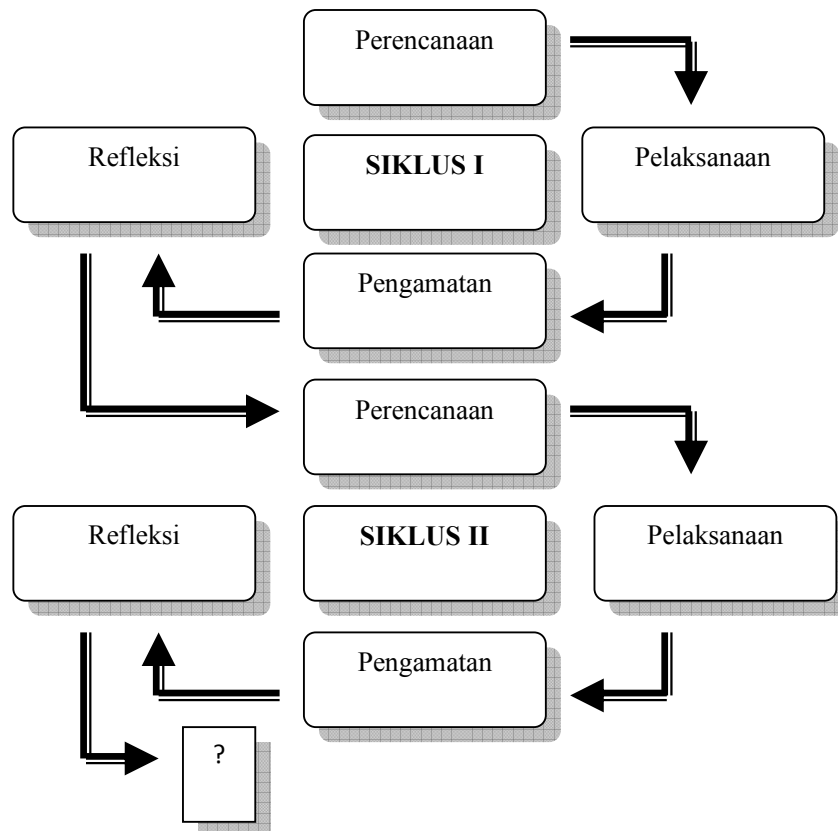 Perencanaan
Refleksi
SIKLUS I
Pelaksanaan
Pengamatan
Perencanaan
Refleksi
SIKLUS II
Pelaksanaan
Pengamatan
?